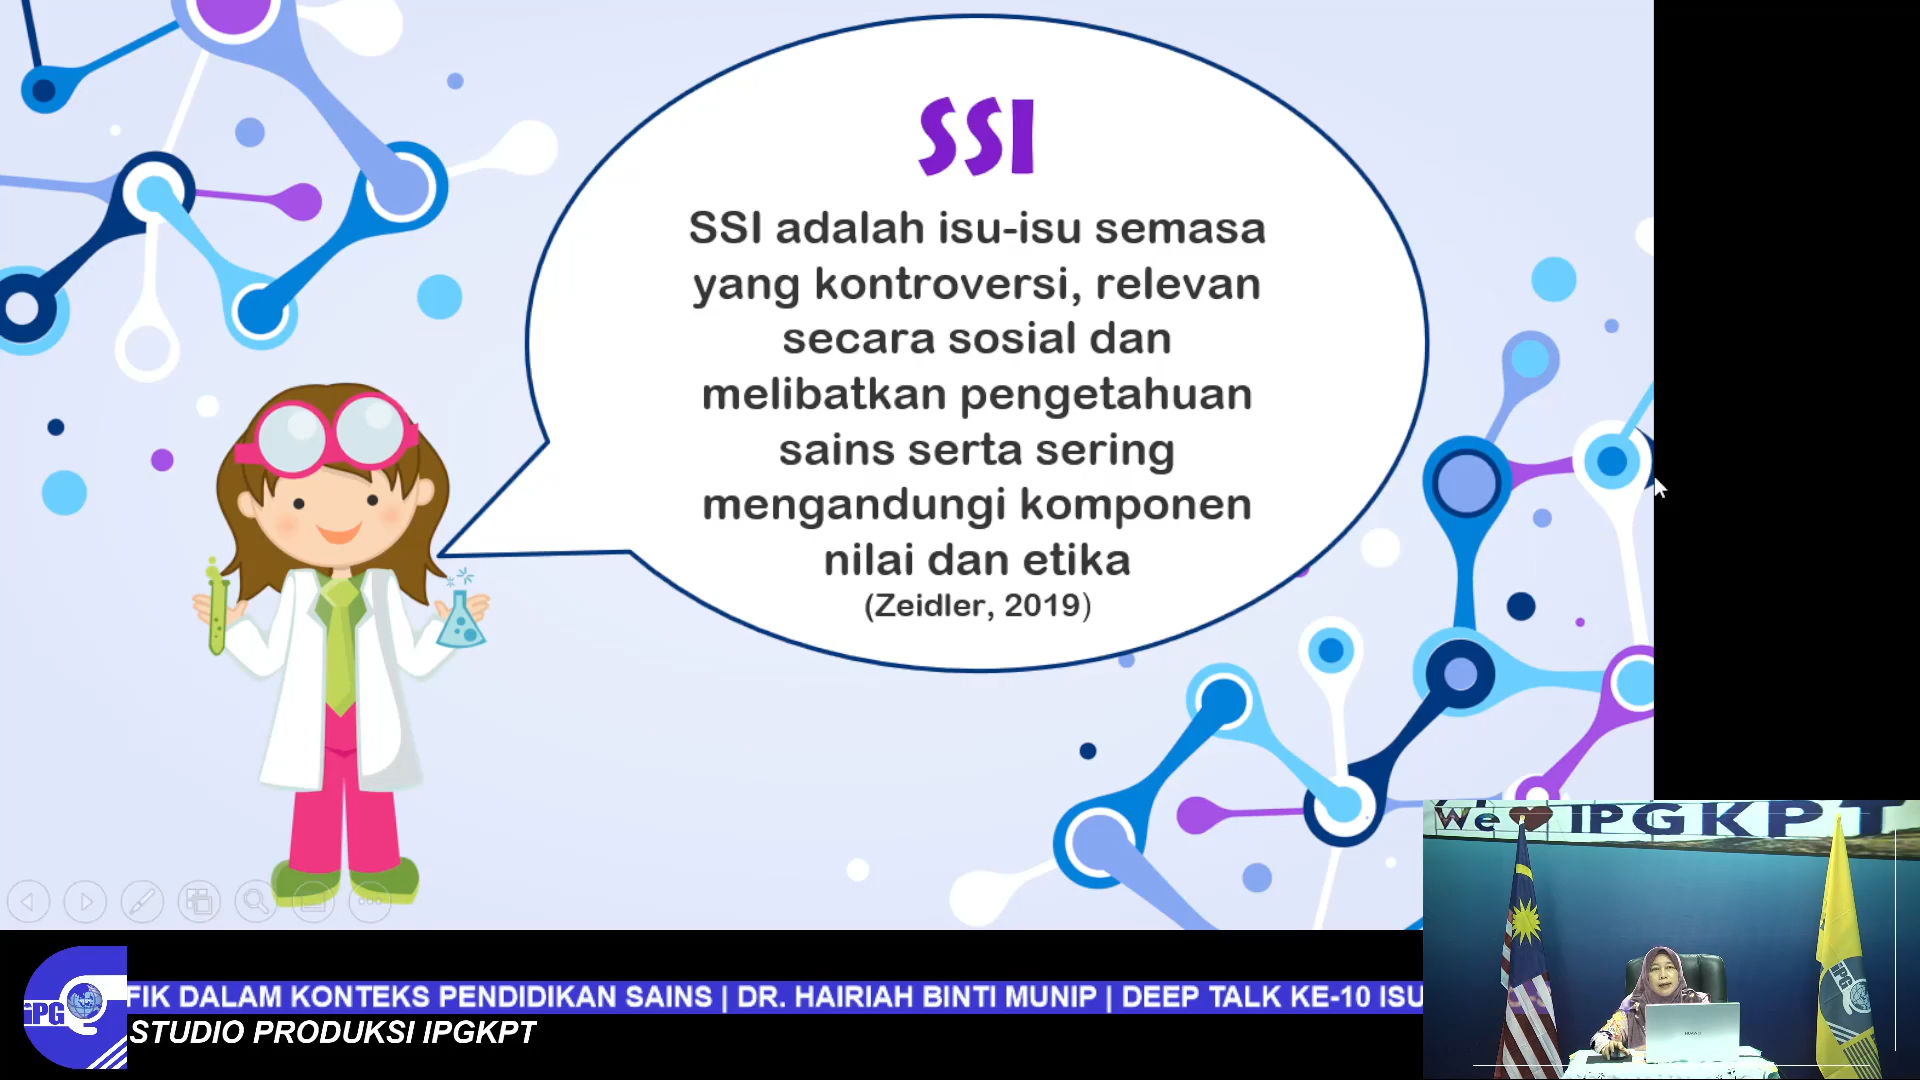 SSI
SSI adalah isu-isu semasa
yang kontroversi, relevan
secara sosial dan
melibatkan pengetahuan
sains serta sering
mengandungi komponen
nilai dan etika
(Zeidler, 2019)
We IPGKPT
iPG
HUAWEI
iPG
FIK DALAM KONTEKS PENDIDIKAN SAINS | DR. HAIRIAH BINTI MUNIP | DEEP TALK KE-10 ISU
STUDIO PRODUKSI IPGKPT